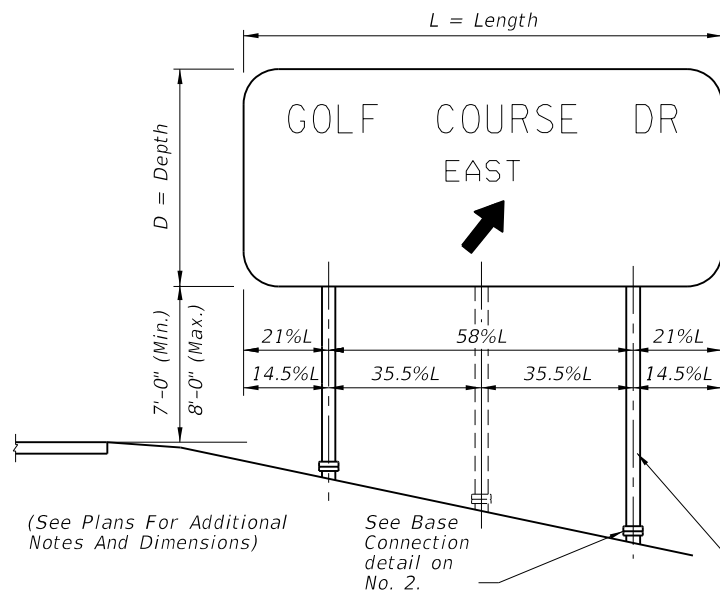 L = Length
D = Depth
GOLF COURSE DR
EAST
7'-0" (Min.)
8'-0" (Max.)
21%L 58%L 21%L
14.5%L 35.5%L 35.5%L 14.5%L
(See Plans For Additional
Notes And Dimensions)
See Base
Connection
detail on
No. 2.